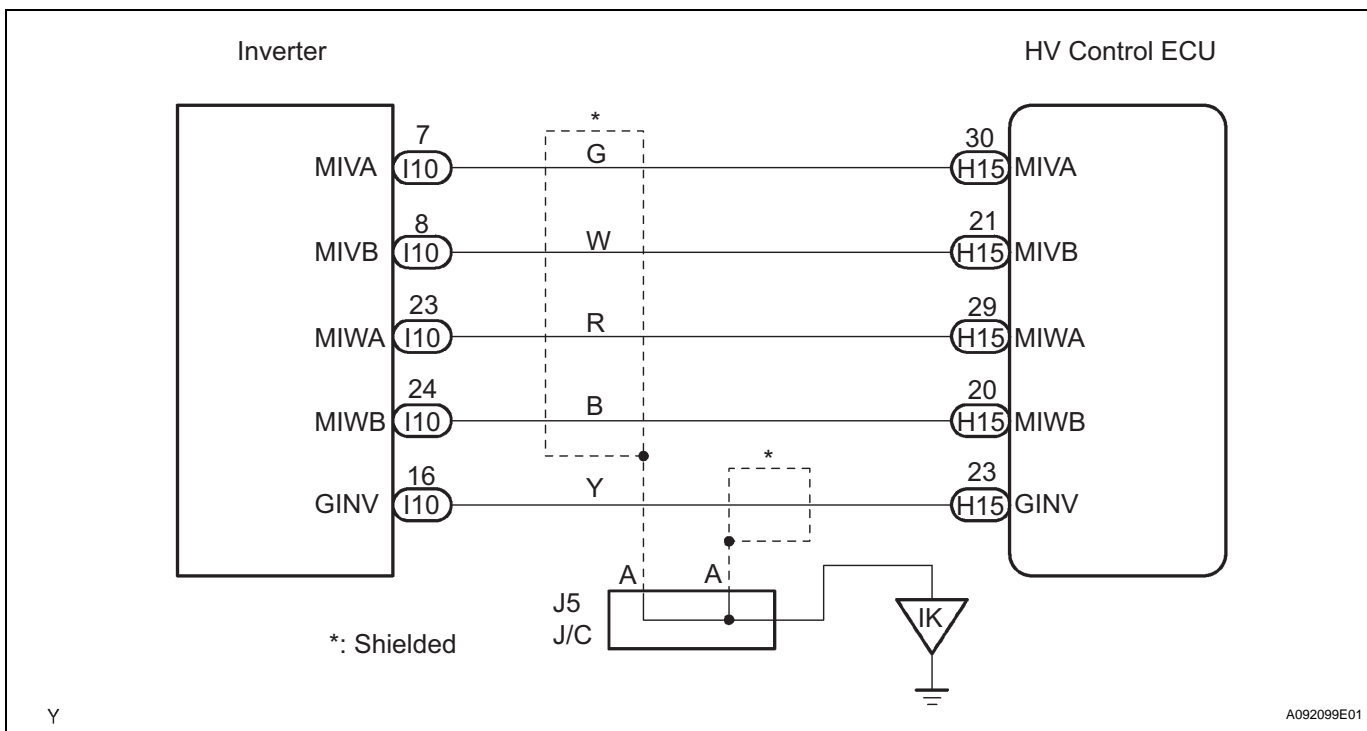 Inverter HV Control ECU
*
7 G 30
MIVA I10 H15 MIVA
8 W 21
MIVB I10 H15 MIVB
23 R 29
MIWA I10 H15 MIWA
24 B 20
MIWB I10 H15 MIWB
*
16 Y 23
GINV I10 H15 GINV
A A
J5
J/C
IK
*: Shielded
Y A092099E01